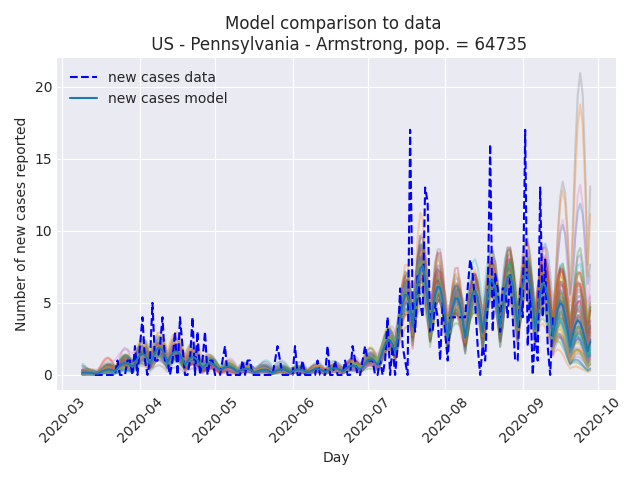 Model comparison to data
US - Pennsylvania - Armstrong, pop. = 64735
new cases data
new cases model
Number of new cases reported
20
15
10
5
0
2020-03
2020-04
2020-05
2020-06
2020-07
2020-08
2020-09
2020-10
Day